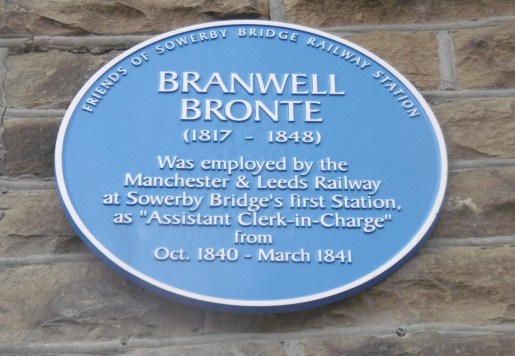 FRIENDS OF SOWERBY BRIDGE RAILWAY STATION
BRANWELL
BRONTE
(1817 - 1848)
Was employed by the
Manchester & Leeds Railway
at Sowerby Bridge's first Station,
as "Assistant Clerk-in-Charge"
from
Oct. 1840 - March 1841